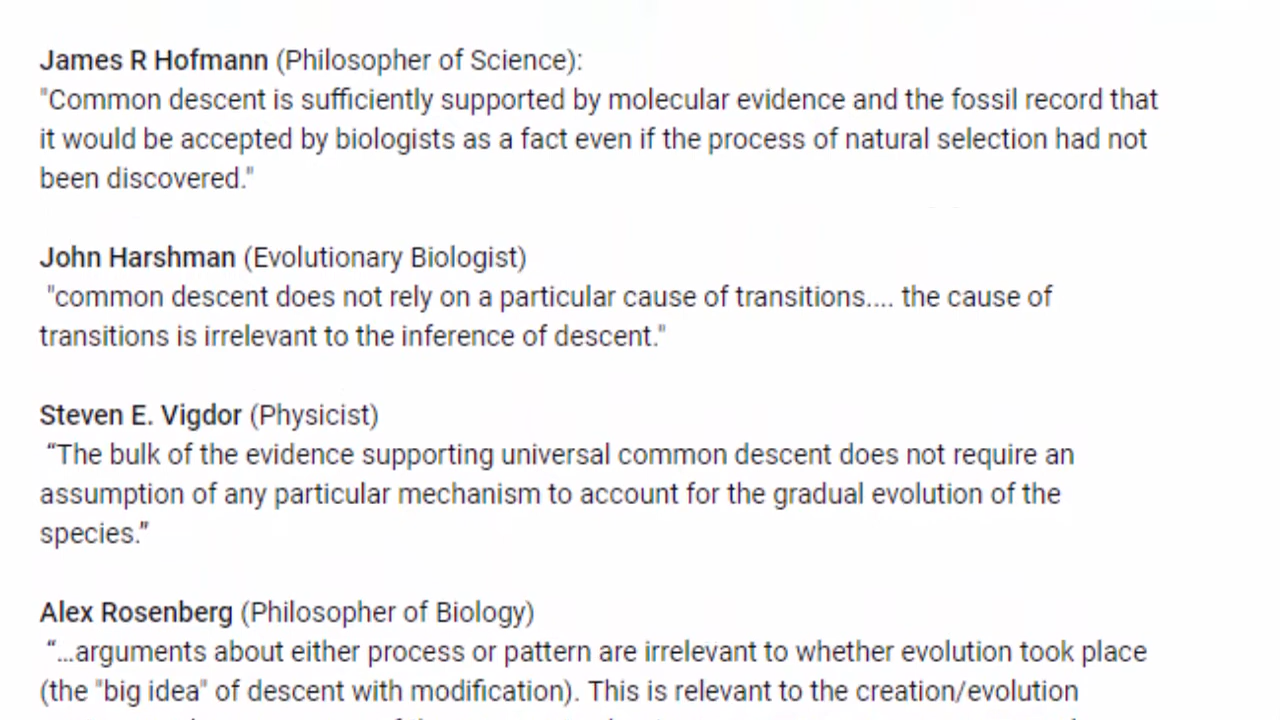 James R Hofmann (Philosopher of Science):
"Common descent is sufficiently supported by molecular evidence and the fossil record that
it would be accepted by biologists as a fact even if the process of natural selection had not
been discovered."
John Harshman (Evolutionary Biologist)
"common descent does not rely on a particular cause of transitions.... the cause of
transitions is irrelevant to the inference of descent."
Steven E. Vigdor (Physicist)
“The bulk of the evidence supporting universal common descent does not require an
assumption of any particular mechanism to account for the gradual evolution of the
species.”
Alex Rosenberg (Philosopher of Biology)
“...arguments about either process or pattern are irrelevant to whether evolution took place
(the "big idea" of descent with modification). This is relevant to the creation/evolution